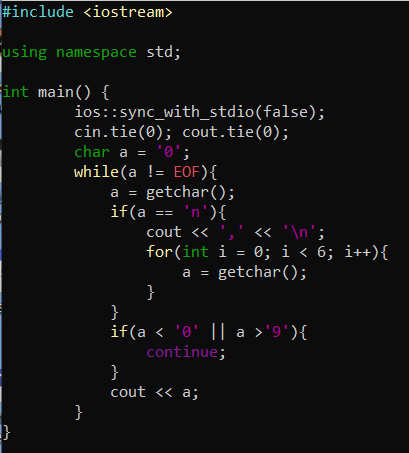 #include <iostream>
using namespace std;
int main() {
ios::sync_with_stdio(false);
cin.tie(0); cout.tie(0);
char a = '0';
while(a != EOF){
a = getchar();
if(a == 'n'){
cout << ',' << '\n';
for(int i = 0; i < 6; i++){
a = getchar();
}
}
if(a < '0' || a >'9'){
continue;
}
cout << a;
}
}